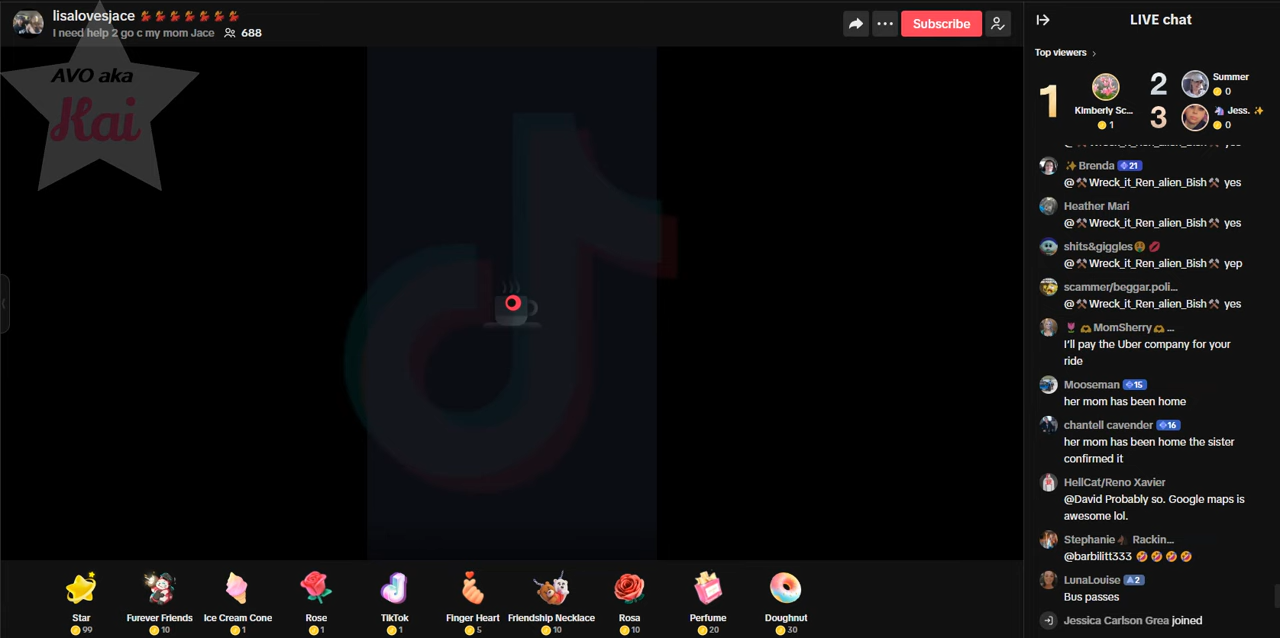 lisalovesjace
I need help 2 go c my mom Jace 688
Subscribe
AVO aka
Kai
LIVE chat
Top viewers
1
Kimberly Sc...
1
2
Summer
0
3
Jess.
0
@⚒Wreck_it_Ren_alien_Bish⚒ yes
✨Brenda 21
@⚒Wreck_it_Ren_alien_Bish⚒ yes
Heather Mari
@⚒Wreck_it_Ren_alien_Bish⚒ yes
shits&giggles🤑💋
@⚒Wreck_it_Ren_alien_Bish⚒ yep
scammer/beggar.poli...
@⚒Wreck_it_Ren_alien_Bish⚒ yes
🌷🫶MomSherry🫶...
I'll pay the Uber company for your
ride
Mooseman 15
her mom has been home
chantell cavender 16
her mom has been home the sister
confirmed it
HellCat/Reno Xavier
@David Probably so. Google maps is
awesome lol.
Stephanie Rackin...
@barbilitt333 🤣🤣🤣🤣
LunaLouise 2
Bus passes
Jessica Carlson Grea joined
Star
99
Furever Friends
10
Ice Cream Cone
1
Rose
1
TikTok
1
Finger Heart
5
Friendship Necklace
10
Rosa
10
Perfume
20
Doughnut
30